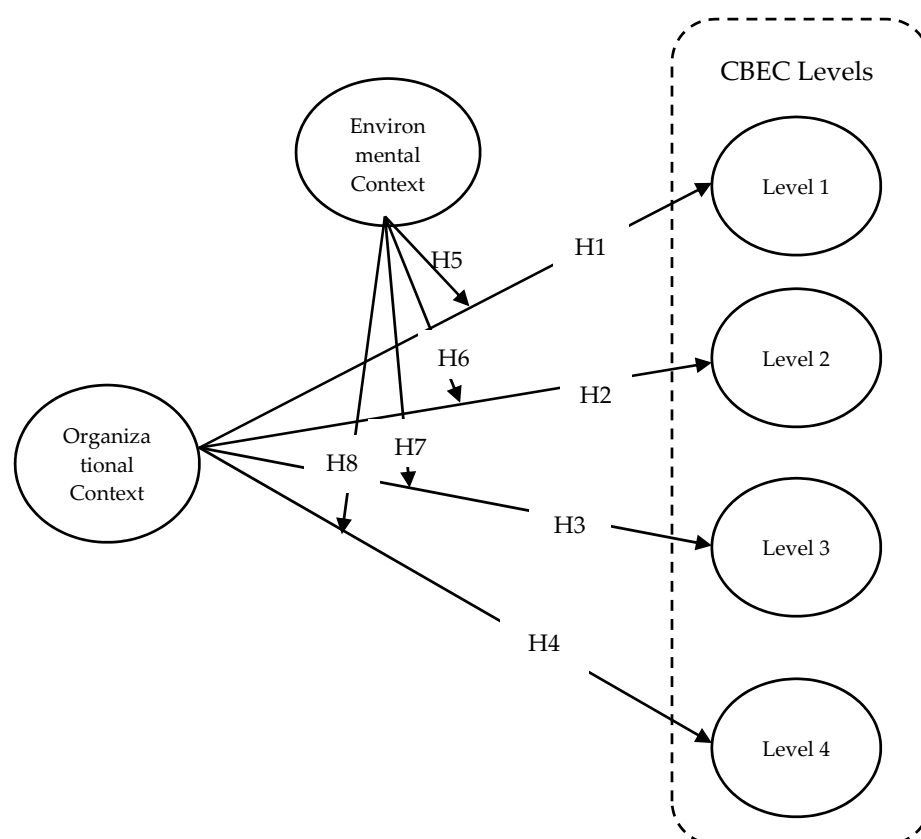 CBEC Levels
Environ
mental
Context
Level 1
H1
H5
Level 2
H6
H2
Organiza
tional
Context
H7
H8
H3
Level 3
H4
Level 4